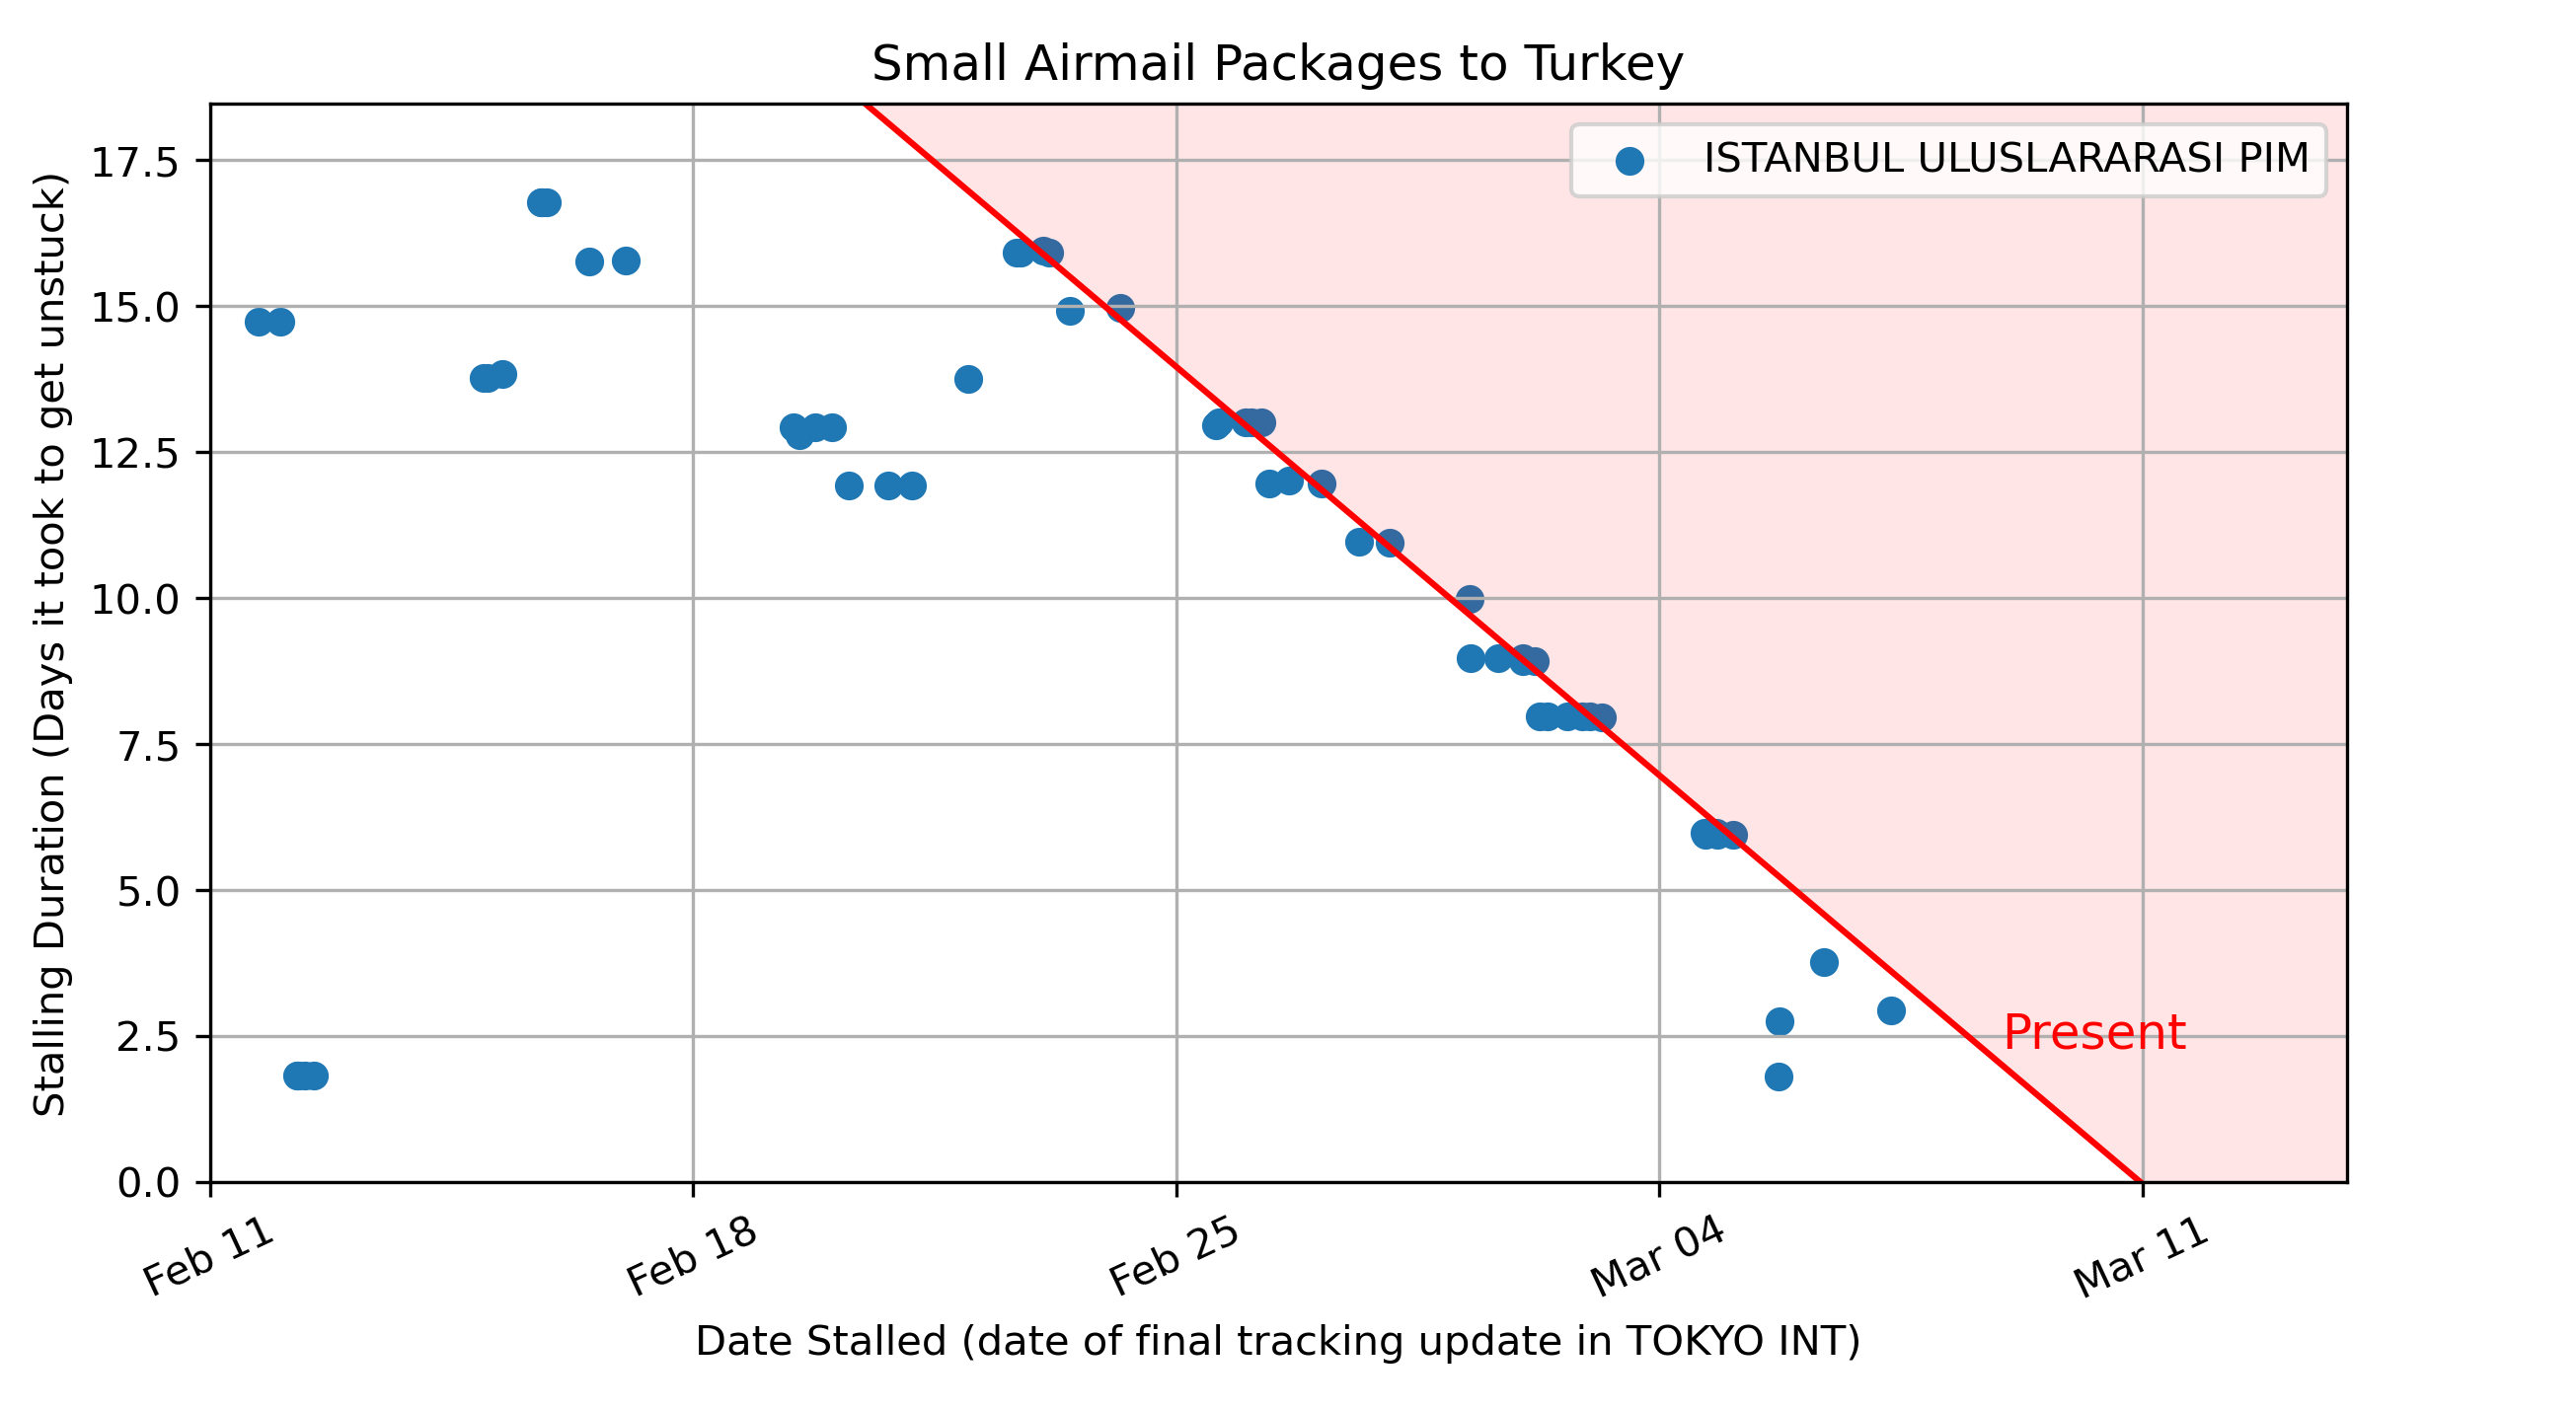 Small Airmail Packages to Turkey
ISTANBUL ULUSLARARASI PIM
Stalling Duration (Days it took to get unstuck)
17.5
15.0
12.5
10.0
7.5
5.0
2.5
0.0
Present
Feb 11
Feb 18
Feb 25
Mar 04
Mar 11
Date Stalled (date of final tracking update in TOKYO INT)